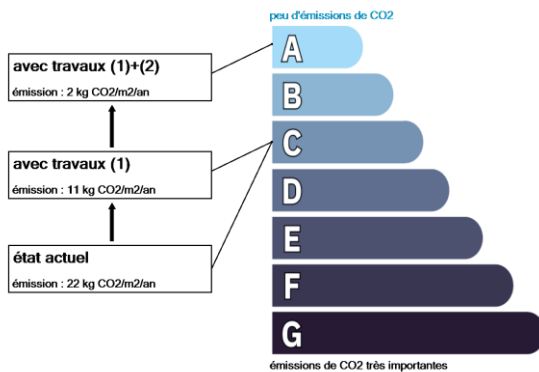 peu d'émissions de CO2
avec travaux (1)+(2)
émission : 2 kg CO2/m2/an
avec travaux (1)
émission : 11 kg CO2/m2/an
état actuel
émission : 22 kg CO2/m2/an
A
B
C
D
E
F
G
émissions de CO2 très importantes